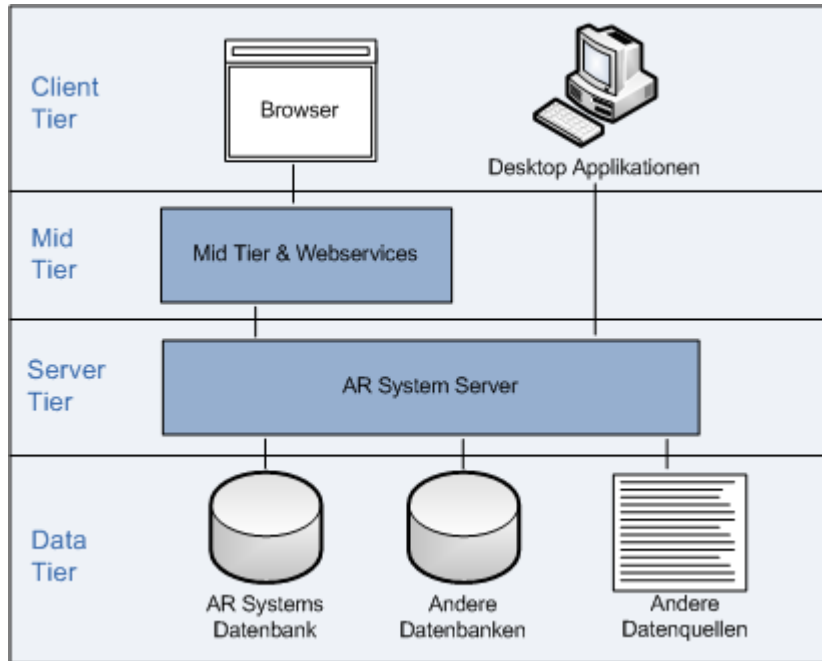 Client
Tier
Browser
Desktop Applikationen
Mid
Tier
Mid Tier & Webservices
Server
Tier
AR System Server
Data
Tier
AR Systems
Datenbank
Andere
Datenbanken
Andere
Datenquellen